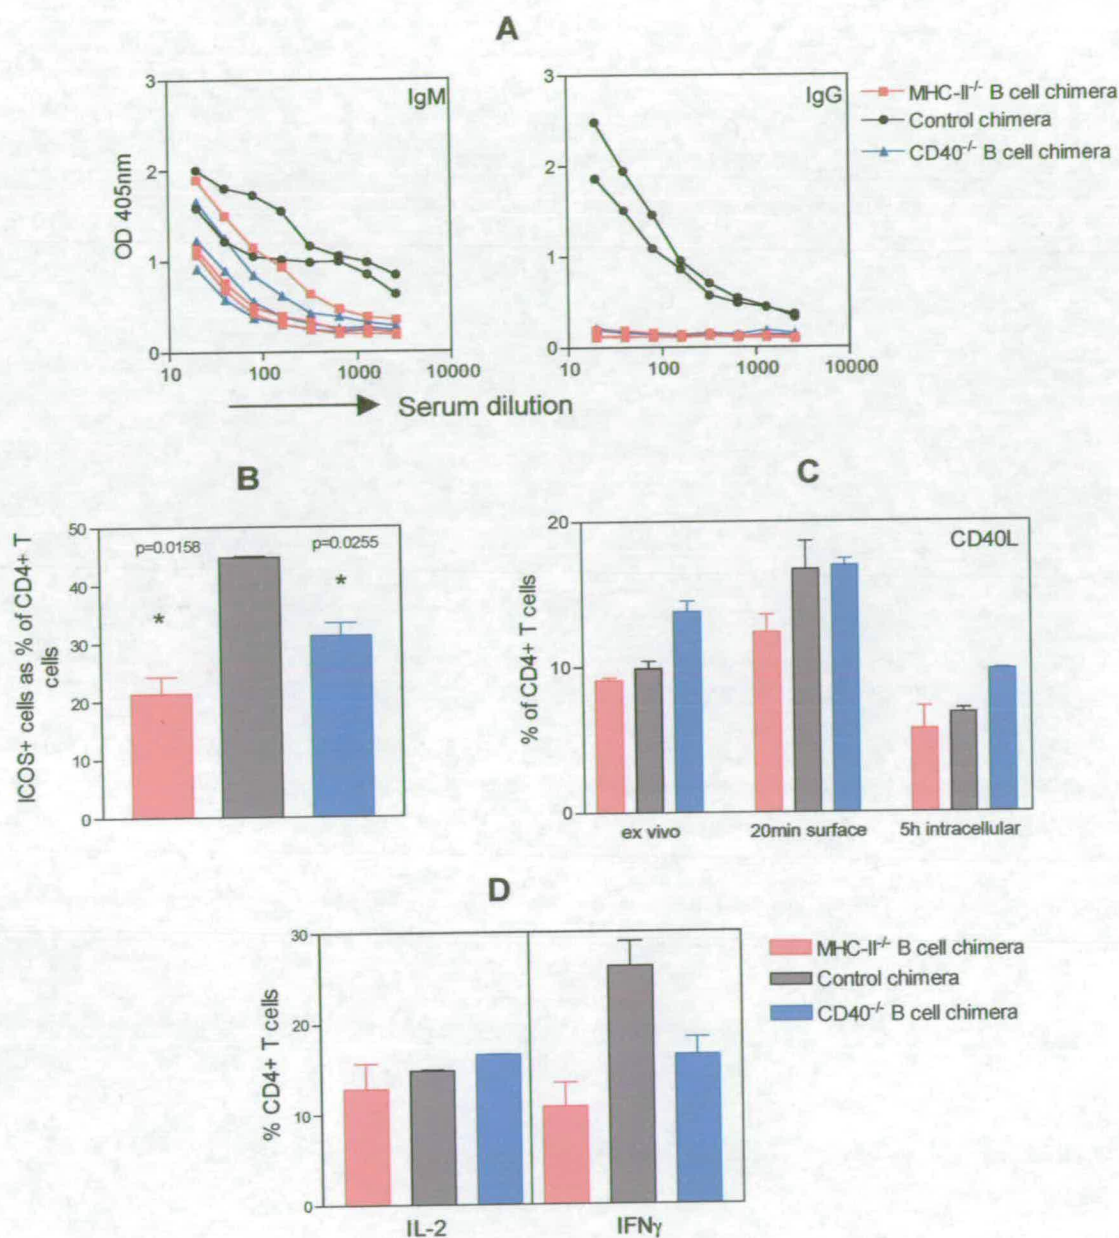 A
3
2
1
0
OD 405nm
IgM
10
100
1000
10000
3
2
1
0
IgG
10
100
1000
10000
MHC-II⁻/⁻ B cell chimera
Control chimera
CD40⁻/⁻ B cell chimera
Serum dilution
B
50
40
30
20
10
0
ICOS+ cells as % of CD4+ T
cells
p=0.0158
p=0.0255
*
*
C
20
10
0
% of CD4+ T cells
CD40L
ex vivo
20min surface
5h intracellular
D
30
20
10
0
% CD4+ T cells
IL-2
IFNγ
MHC-II⁻/⁻ B cell chimera
Control chimera
CD40⁻/⁻ B cell chimera